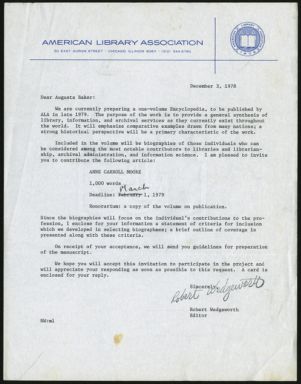 AMERICAN LIBRARY ASSOCIATION
50 EAST HURON STREET · CHICAGO, ILLINOIS 60611 · (312) 944-6780
December 3, 1978
Dear Augusta Baker:
We are currently preparing a one-volume Encyclopedia, to be published by
ALA in late 1979. The purpose of the work is to provide a general synopsis of
library, information, and archival services as they currently exist throughout
the world. It will emphasize comparative examples drawn from many nations; a
strong historical perspective will be a primary characteristic of the work.
Included in the volume will be biographies of those individuals who can
be considered among the most notable contributors to libraries and librarian-
ship, archival administration, and information science. I am pleased to invite
you to contribute the following article:
ANNE CARROLL MOORE
1,000 words
March
Deadline: February 1, 1979
Honorarium: a copy of the volume on publication.
Since the biographies will focus on the individual's contributions to the pro-
fession, I enclose for your information a statement of criteria for inclusion
which we developed in selecting biographees; a brief outline of coverage is
presented along with these criteria.
On receipt of your acceptance, we will send you guidelines for preparation
of the manuscript.
We hope you will accept this invitation to participate in the project and
will appreciate your responding as soon as possible to this request. A card is
enclosed for your reply.
Sincerely,
Robert Wedgeworth
Robert Wedgeworth
Editor
RW:ml